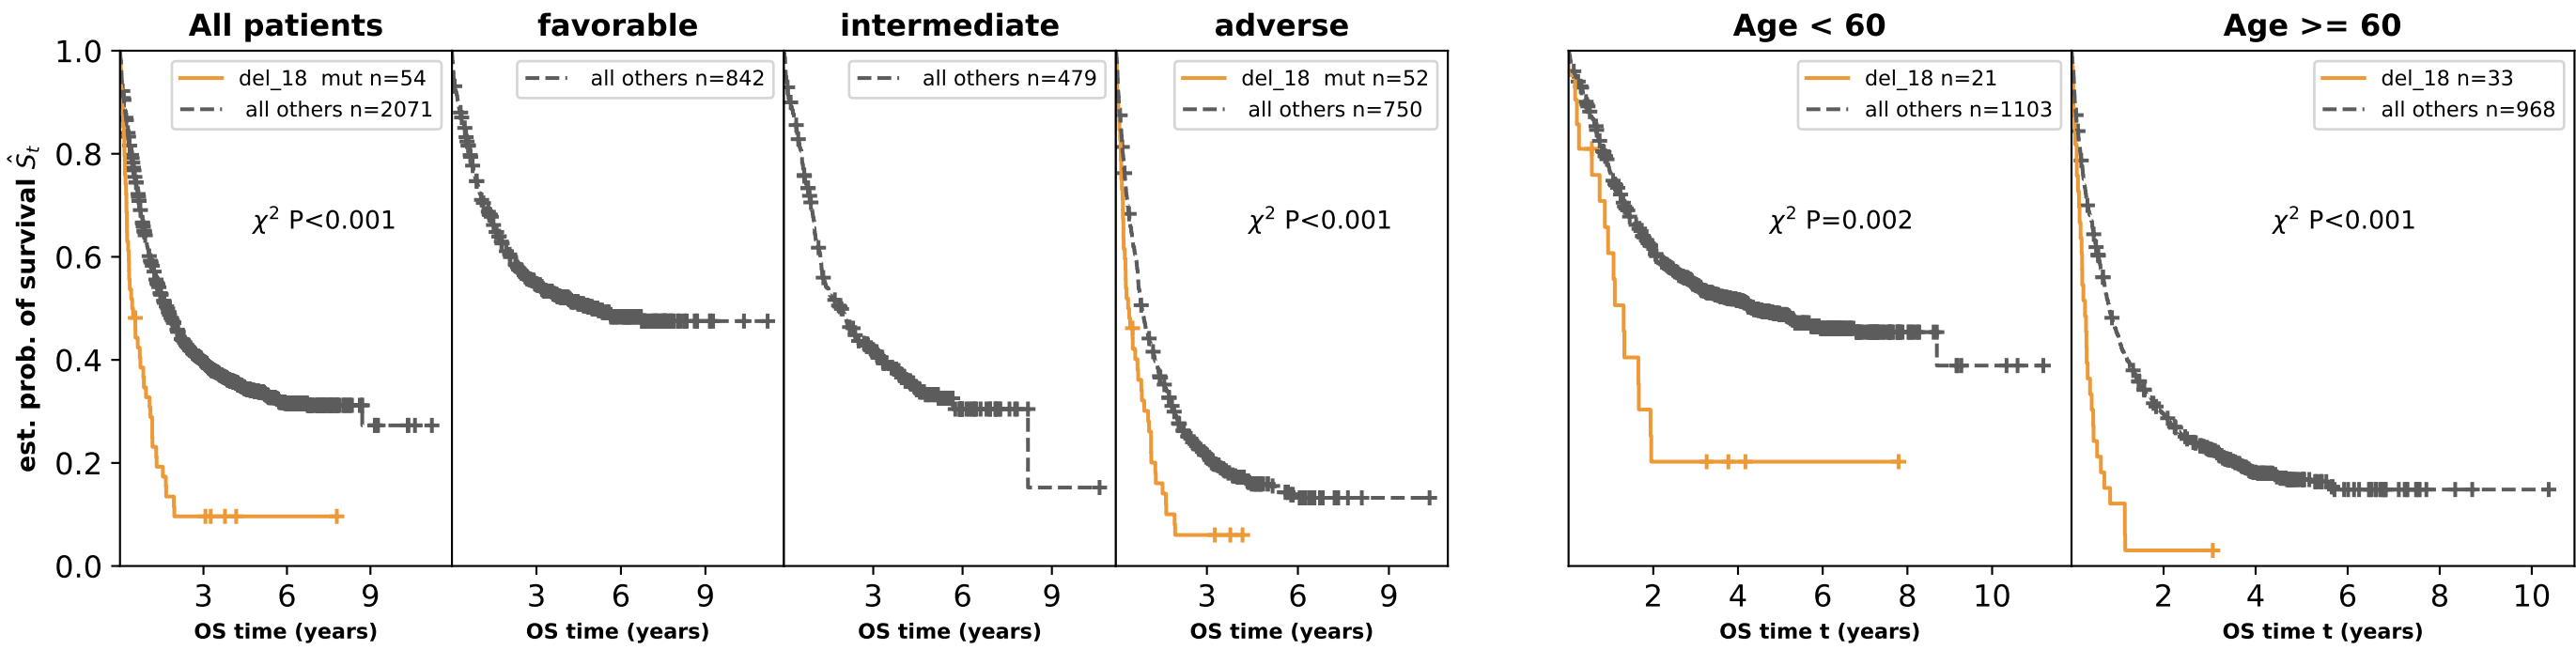 All patients
favorable
intermediate
adverse
Age < 60
Age >= 60
est. prob. of survival Ŝt
1.0
0.8
0.6
0.4
0.2
0.0
del_18 mut n=54
all others n=2071
χ² P<0.001
3 6 9
OS time (years)
all others n=842
3 6 9
OS time (years)
all others n=479
3 6 9
OS time (years)
del_18 mut n=52
all others n=750
χ² P<0.001
3 6 9
OS time (years)
del_18 n=21
all others n=1103
χ² P=0.002
2 4 6 8 10
OS time t (years)
del_18 n=33
all others n=968
χ² P<0.001
2 4 6 8 10
OS time t (years)